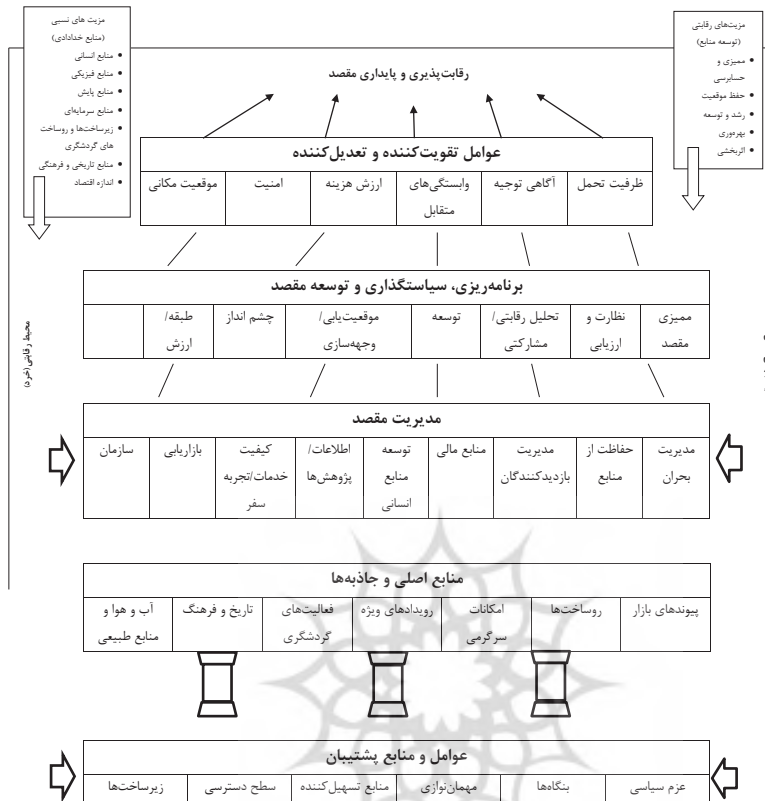 مزیت های نسبی
(منابع خدادادی)
• منابع انسانی
• منابع فیزیکی
• منابع پایش
• منابع سرمایه‌ای
• زیرساخت‌ها و روساخت
های گردشگری
• منابع تاریخی و فرهنگی
• اندازه اقتصاد
مزیت‌های رقابتی
(توسعه منابع)
• ممیزی و
حسابرسی
• حفظ موقعیت
• رشد و توسعه
• بهره‌وری
• اثربخشی
رقابت‌پذیری و پایداری مقصد
عوامل تقویت‌کننده و تعدیل‌کننده
ظرفیت تحمل
آگاهی توجیه
وابستگی‌های
متقابل
ارزش هزینه
امنیت
موقعیت مکانی
برنامه‌ریزی، سیاستگذاری و توسعه مقصد
ممیزی
مقصد
نظارت و
ارزیابی
تحلیل رقابتی/
مشارکتی
توسعه
موقعیت‌یابی/
وجهه‌سازی
چشم انداز
طبقه/
ارزش
محیط رقابتی(خرد)
مدیریت مقصد
مدیریت
بحران
حفاظت از
منابع
مدیریت
بازدیدکنندگان
منابع مالی
توسعه
منابع
انسانی
اطلاعات/
پژوهش‌ها
کیفیت
خدمات/تجربه
سفر
بازاریابی
سازمان
منابع اصلی و جاذبه‌ها
پیوندهای بازار
روساخت‌ها
امکانات
سرگرمی
رویدادهای ویژه
فعالیت‌های
گردشگری
تاریخ و فرهنگ
آب و هوا و
منابع طبیعی
عوامل و منابع پشتیبان
عزم سیاسی
بنگاه‌ها
مهمان‌نوازی
منابع تسهیل‌کننده
سطح دسترسی
زیرساخت‌ها